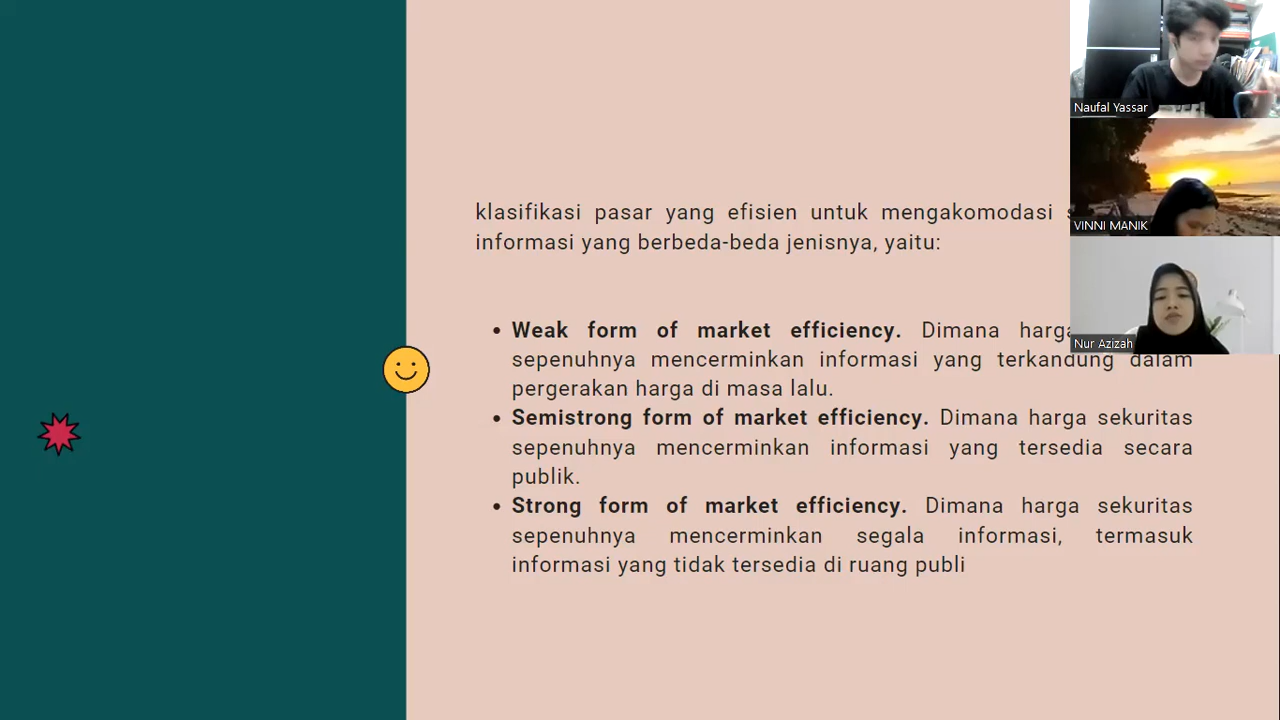 klasifikasi pasar yang efisien untuk mengakomodasi
informasi yang berbeda-beda jenisnya, yaitu:
• Weak form of market efficiency. Dimana
sepenuhnya mencerminkan informasi yang terkandung dalam
pergerakan harga di masa lalu.
• Semistrong form of market efficiency. Dimana harga sekuritas
sepenuhnya mencerminkan informasi yang tersedia secara
publik.
• Strong form of market efficiency. Dimana harga sekuritas
sepenuhnya mencerminkan segala informasi, termasuk
informasi yang tidak tersedia di ruang publi
Naufal Yassar
VINNI MANIK
Nur Azizah